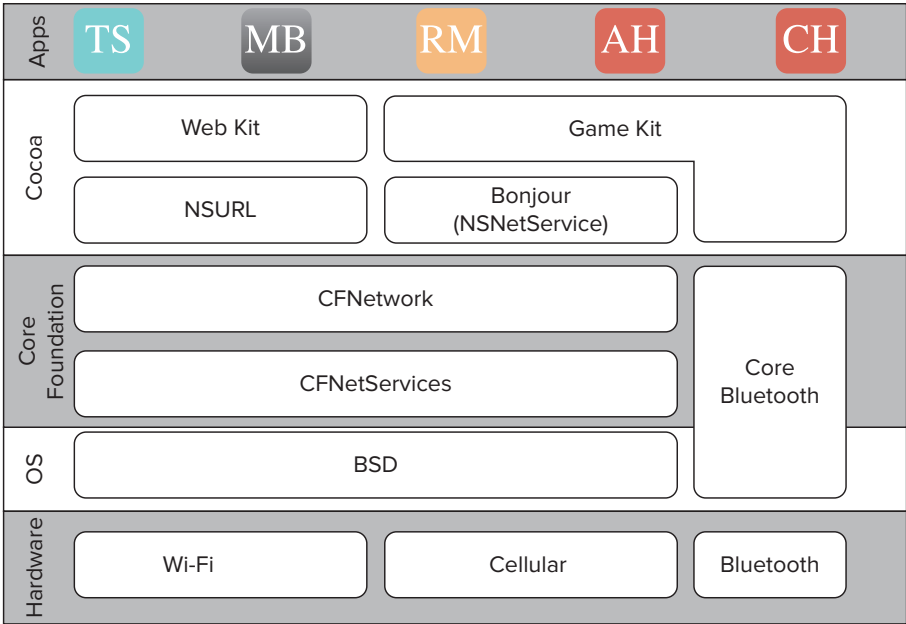 Apps
TS
MB
RM
AH
CH
Cocoa
Web Kit
Game Kit
NSURL
Bonjour
(NSNetService)
Core
Foundation
CFNetwork
CFNetServices
Core
Bluetooth
OS
BSD
Hardware
Wi-Fi
Cellular
Bluetooth